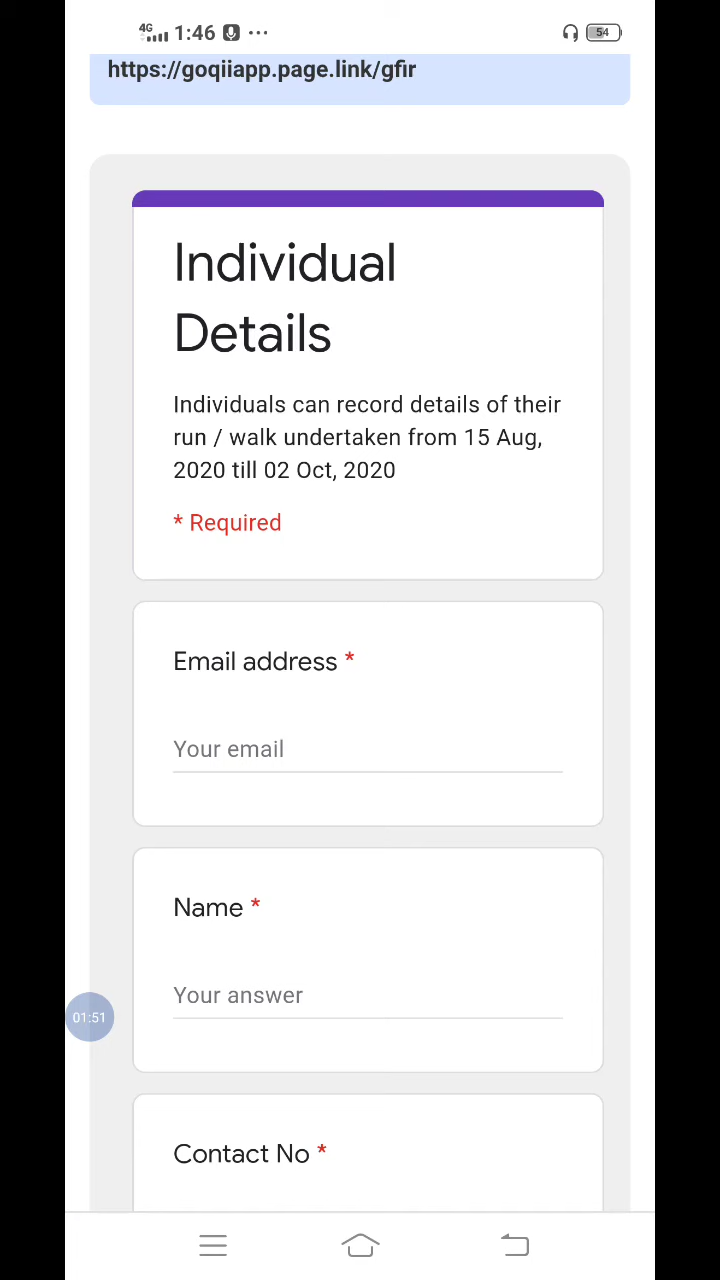 4G 1:46 ... 54
https://goqiiapp.page.link/gfir
Individual
Details
Individuals can record details of their
run / walk undertaken from 15 Aug,
2020 till 02 Oct, 2020
* Required
Email address *
Your email
Name *
Your answer
01:51
Contact No *